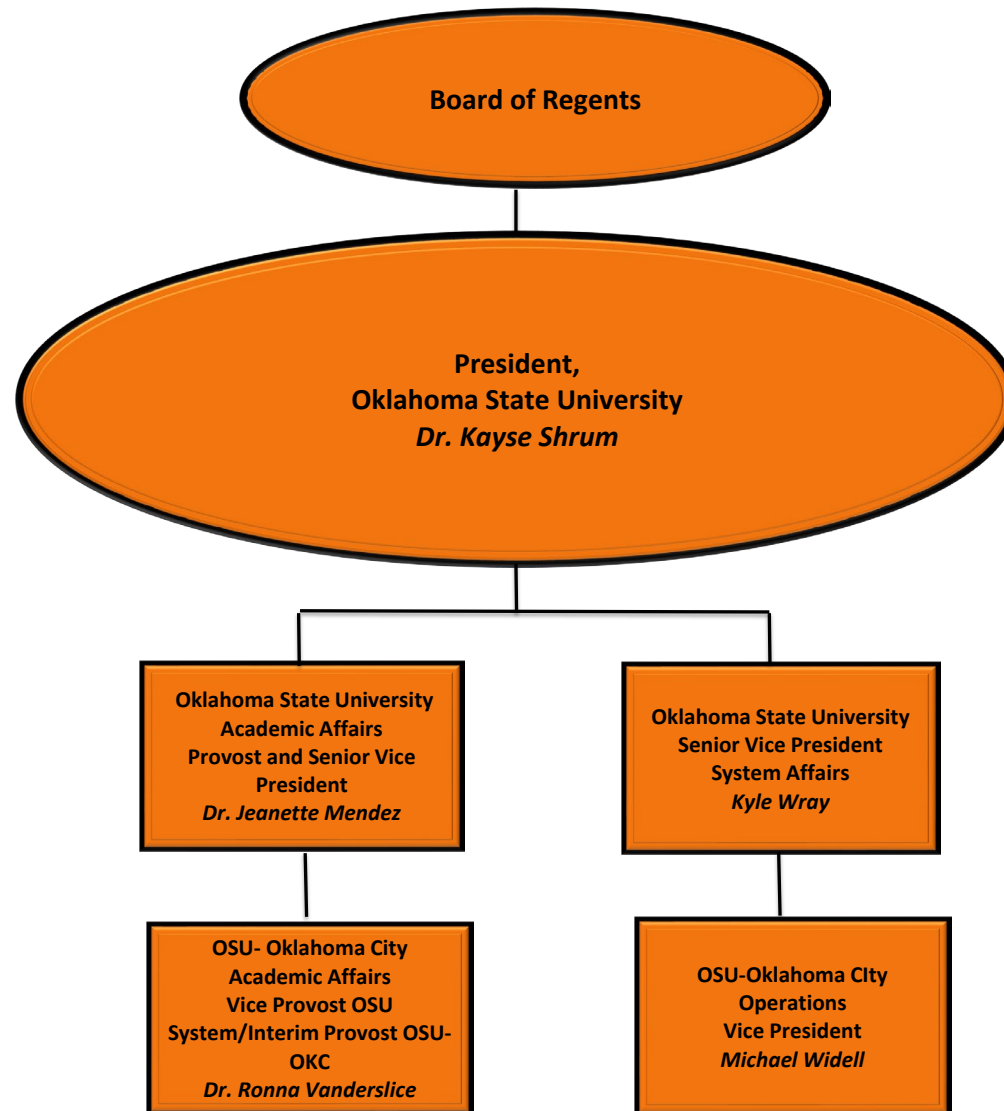 Board of Regents
President,
Oklahoma State University
Dr. Kayse Shrum
Oklahoma State University
Academic Affairs
Provost and Senior Vice
President
Dr. Jeanette Mendez
Oklahoma State University
Senior Vice President
System Affairs
Kyle Wray
OSU- Oklahoma City
Academic Affairs
Vice Provost OSU
System/Interim Provost OSU-
OKC
Dr. Ronna Vanderslice
OSU-Oklahoma CIty
Operations
Vice President
Michael Widell